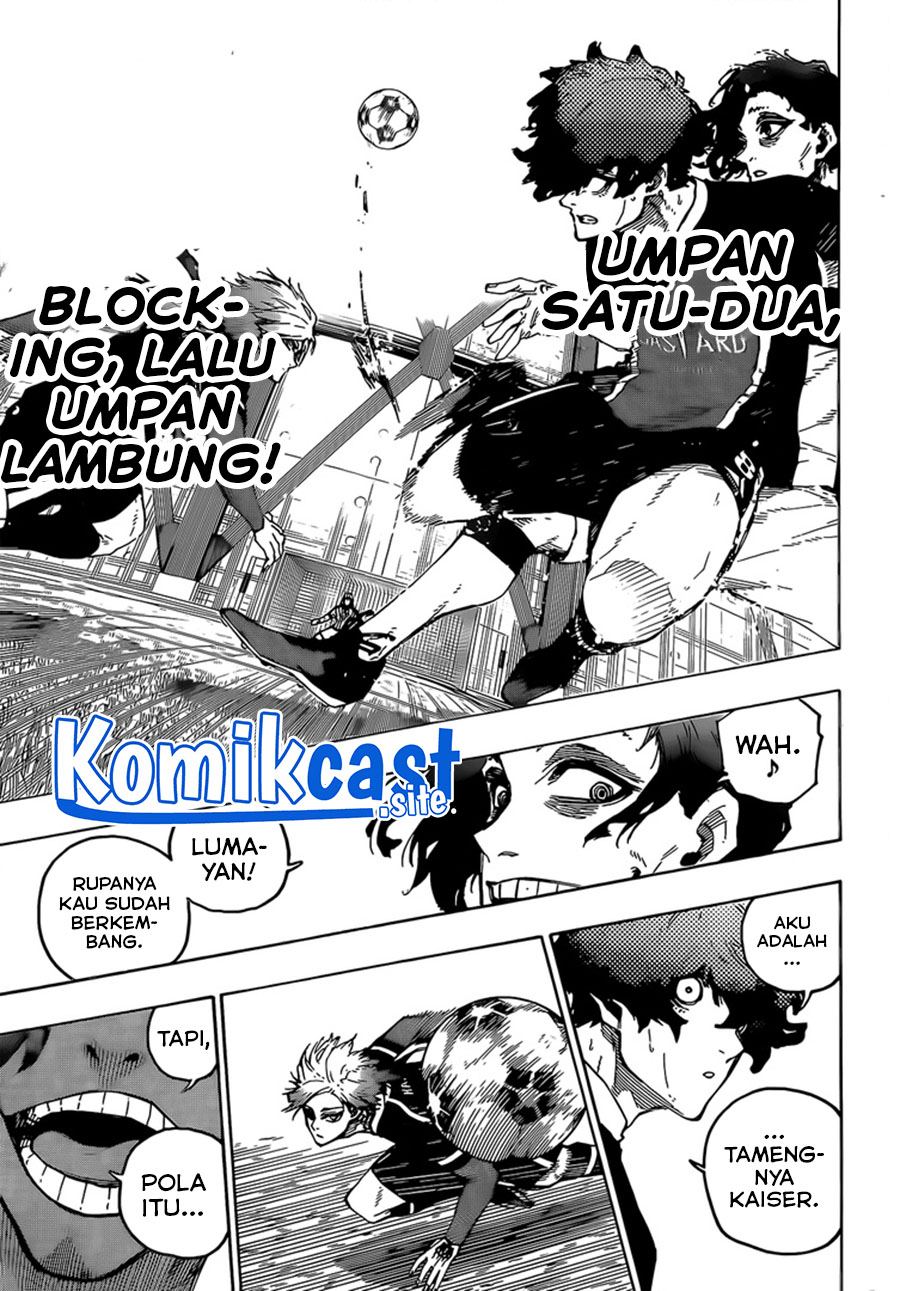 UMPAN
SATU-DUA,
BLOCK-
ING, LALU
UMPAN
LAMBUNG!
BASTARD
WAH.
♪
Komikcast
.site
LUMA-
YAN!
RUPANYA
KAU SUDAH
BERKEM-
BANG.
AKU
ADALAH
...
...
TAMENG-
NYA
KAISER.
TAPI,
POLA
ITU...